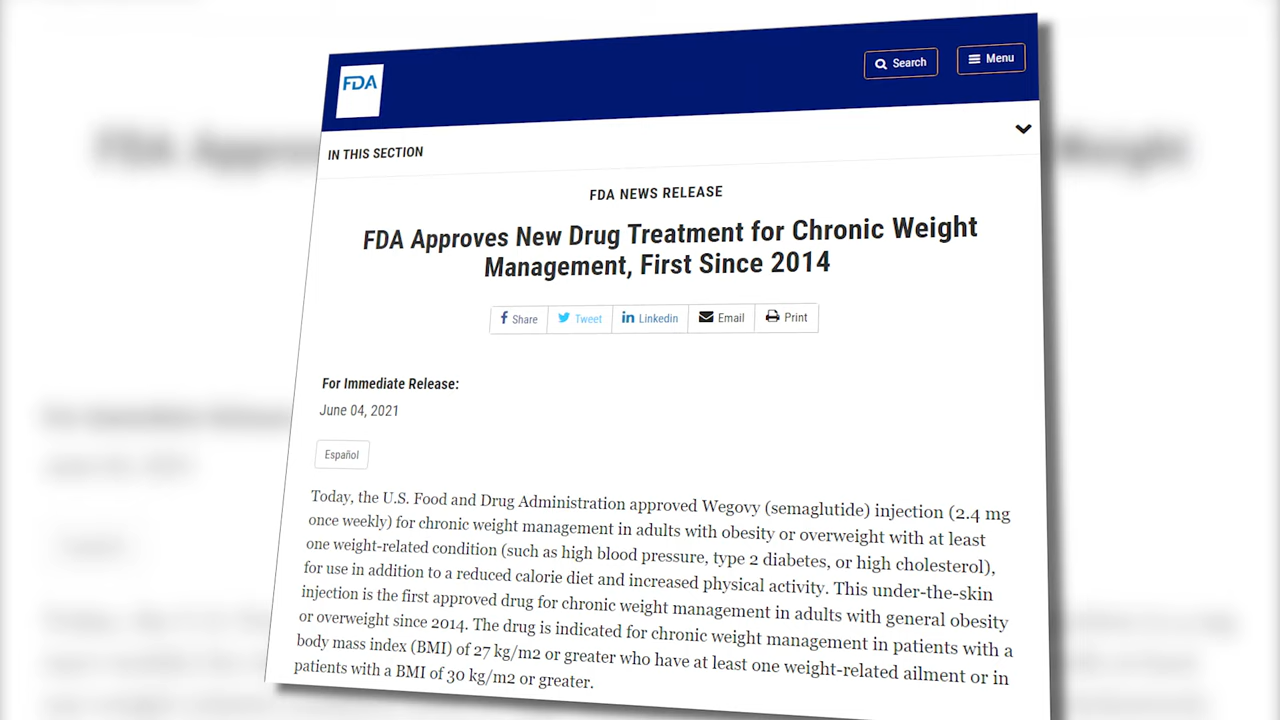 FDA
Search
Menu
IN THIS SECTION
FDA NEWS RELEASE
FDA Approves New Drug Treatment for Chronic Weight
Management, First Since 2014
Share
Tweet
Linkedin
Email
Print
For Immediate Release:
June 04, 2021
Español
Today, the U.S. Food and Drug Administration approved Wegovy (semaglutide) injection (2.4 mg
once weekly) for chronic weight management in adults with obesity or overweight with at least
one weight-related condition (such as high blood pressure, type 2 diabetes, or high cholesterol),
for use in addition to a reduced calorie diet and increased physical activity. This under-the-skin
injection is the first approved drug for chronic weight management in adults with general obesity
or overweight since 2014. The drug is indicated for chronic weight management in patients with a
body mass index (BMI) of 27 kg/m2 or greater who have at least one weight-related ailment or in
patients with a BMI of 30 kg/m2 or greater.